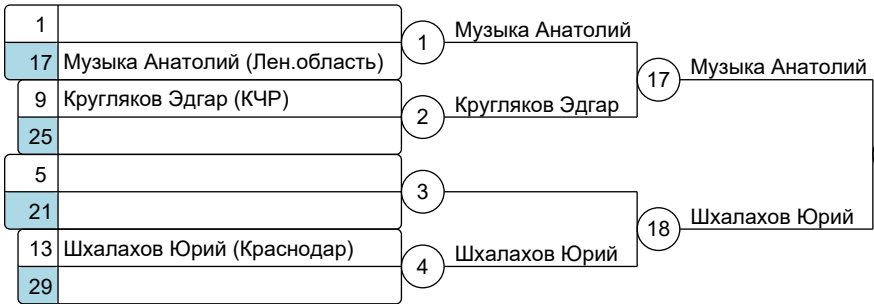 1
17 Музыка Анатолий (Лен.область)
1
Музыка Анатолий
9 Кругляков Эдгар (КЧР)
25
2
Кругляков Эдгар
17
Музыка Анатолий
5
21
3
13 Шхалахов Юрий (Краснодар)
29
4
Шхалахов Юрий
18
Шхалахов Юрий